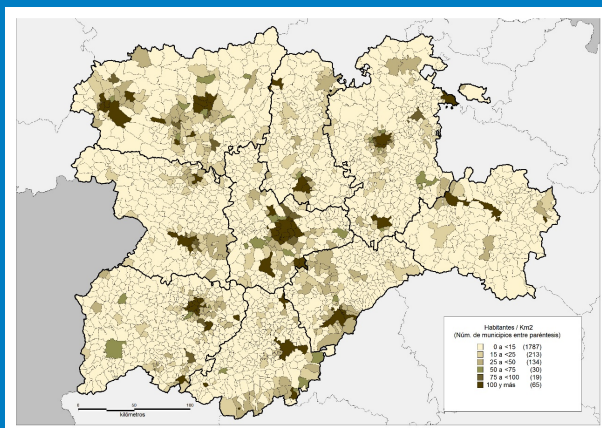 Habitantes / Km2
(Núm. de municipios entre paréntesis)
0 a <15 (1787)
15 a <25 (213)
25 a <50 (134)
50 a <75 (30)
75 a <100 (19)
100 y más (65)
0 50 100
kilómetros